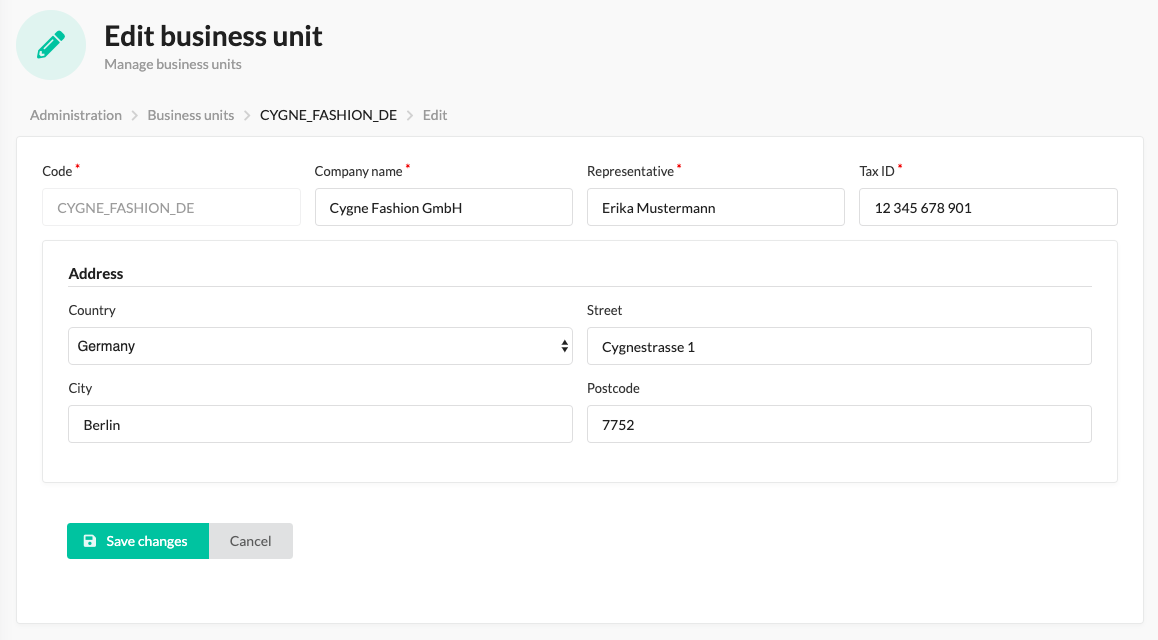 Edit business unit
Manage business units
Administration > Business units > CYGNE_FASHION_DE > Edit
Code * Company name * Representative * Tax ID *
CYGNE_FASHION_DE Cygne Fashion GmbH Erika Mustermann 12 345 678 901
Address
Country Street
Germany Cygnestrasse 1
City Postcode
Berlin 7752
Save changes Cancel